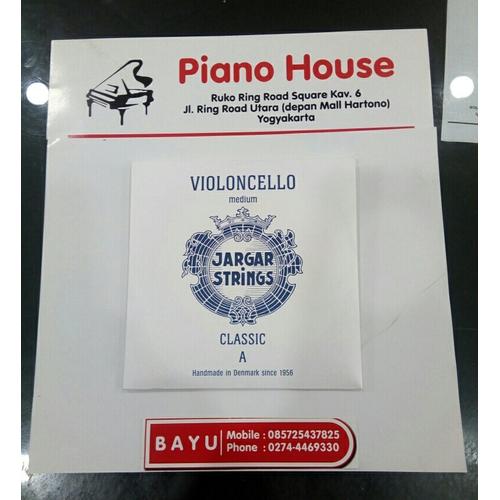 Piano House
Ruko Ring Road Square Kav. 6
Jl. Ring Road Utara (depan Mall Hartono)
Yogyakarta
VIOLONCELLO
medium
JARGAR
STRINGS
CLASSIC
A
Handmade in Denmark since 1956
BAYU
Mobile : 085725437825
Phone : 0274-4469330